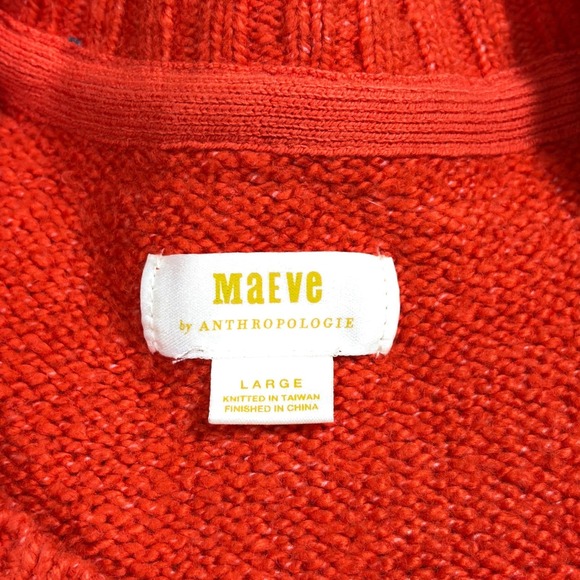 MAEVE
by ANTHROPOLOGIE
LARGE
KNITTED IN TAIWAN
FINISHED IN CHINA